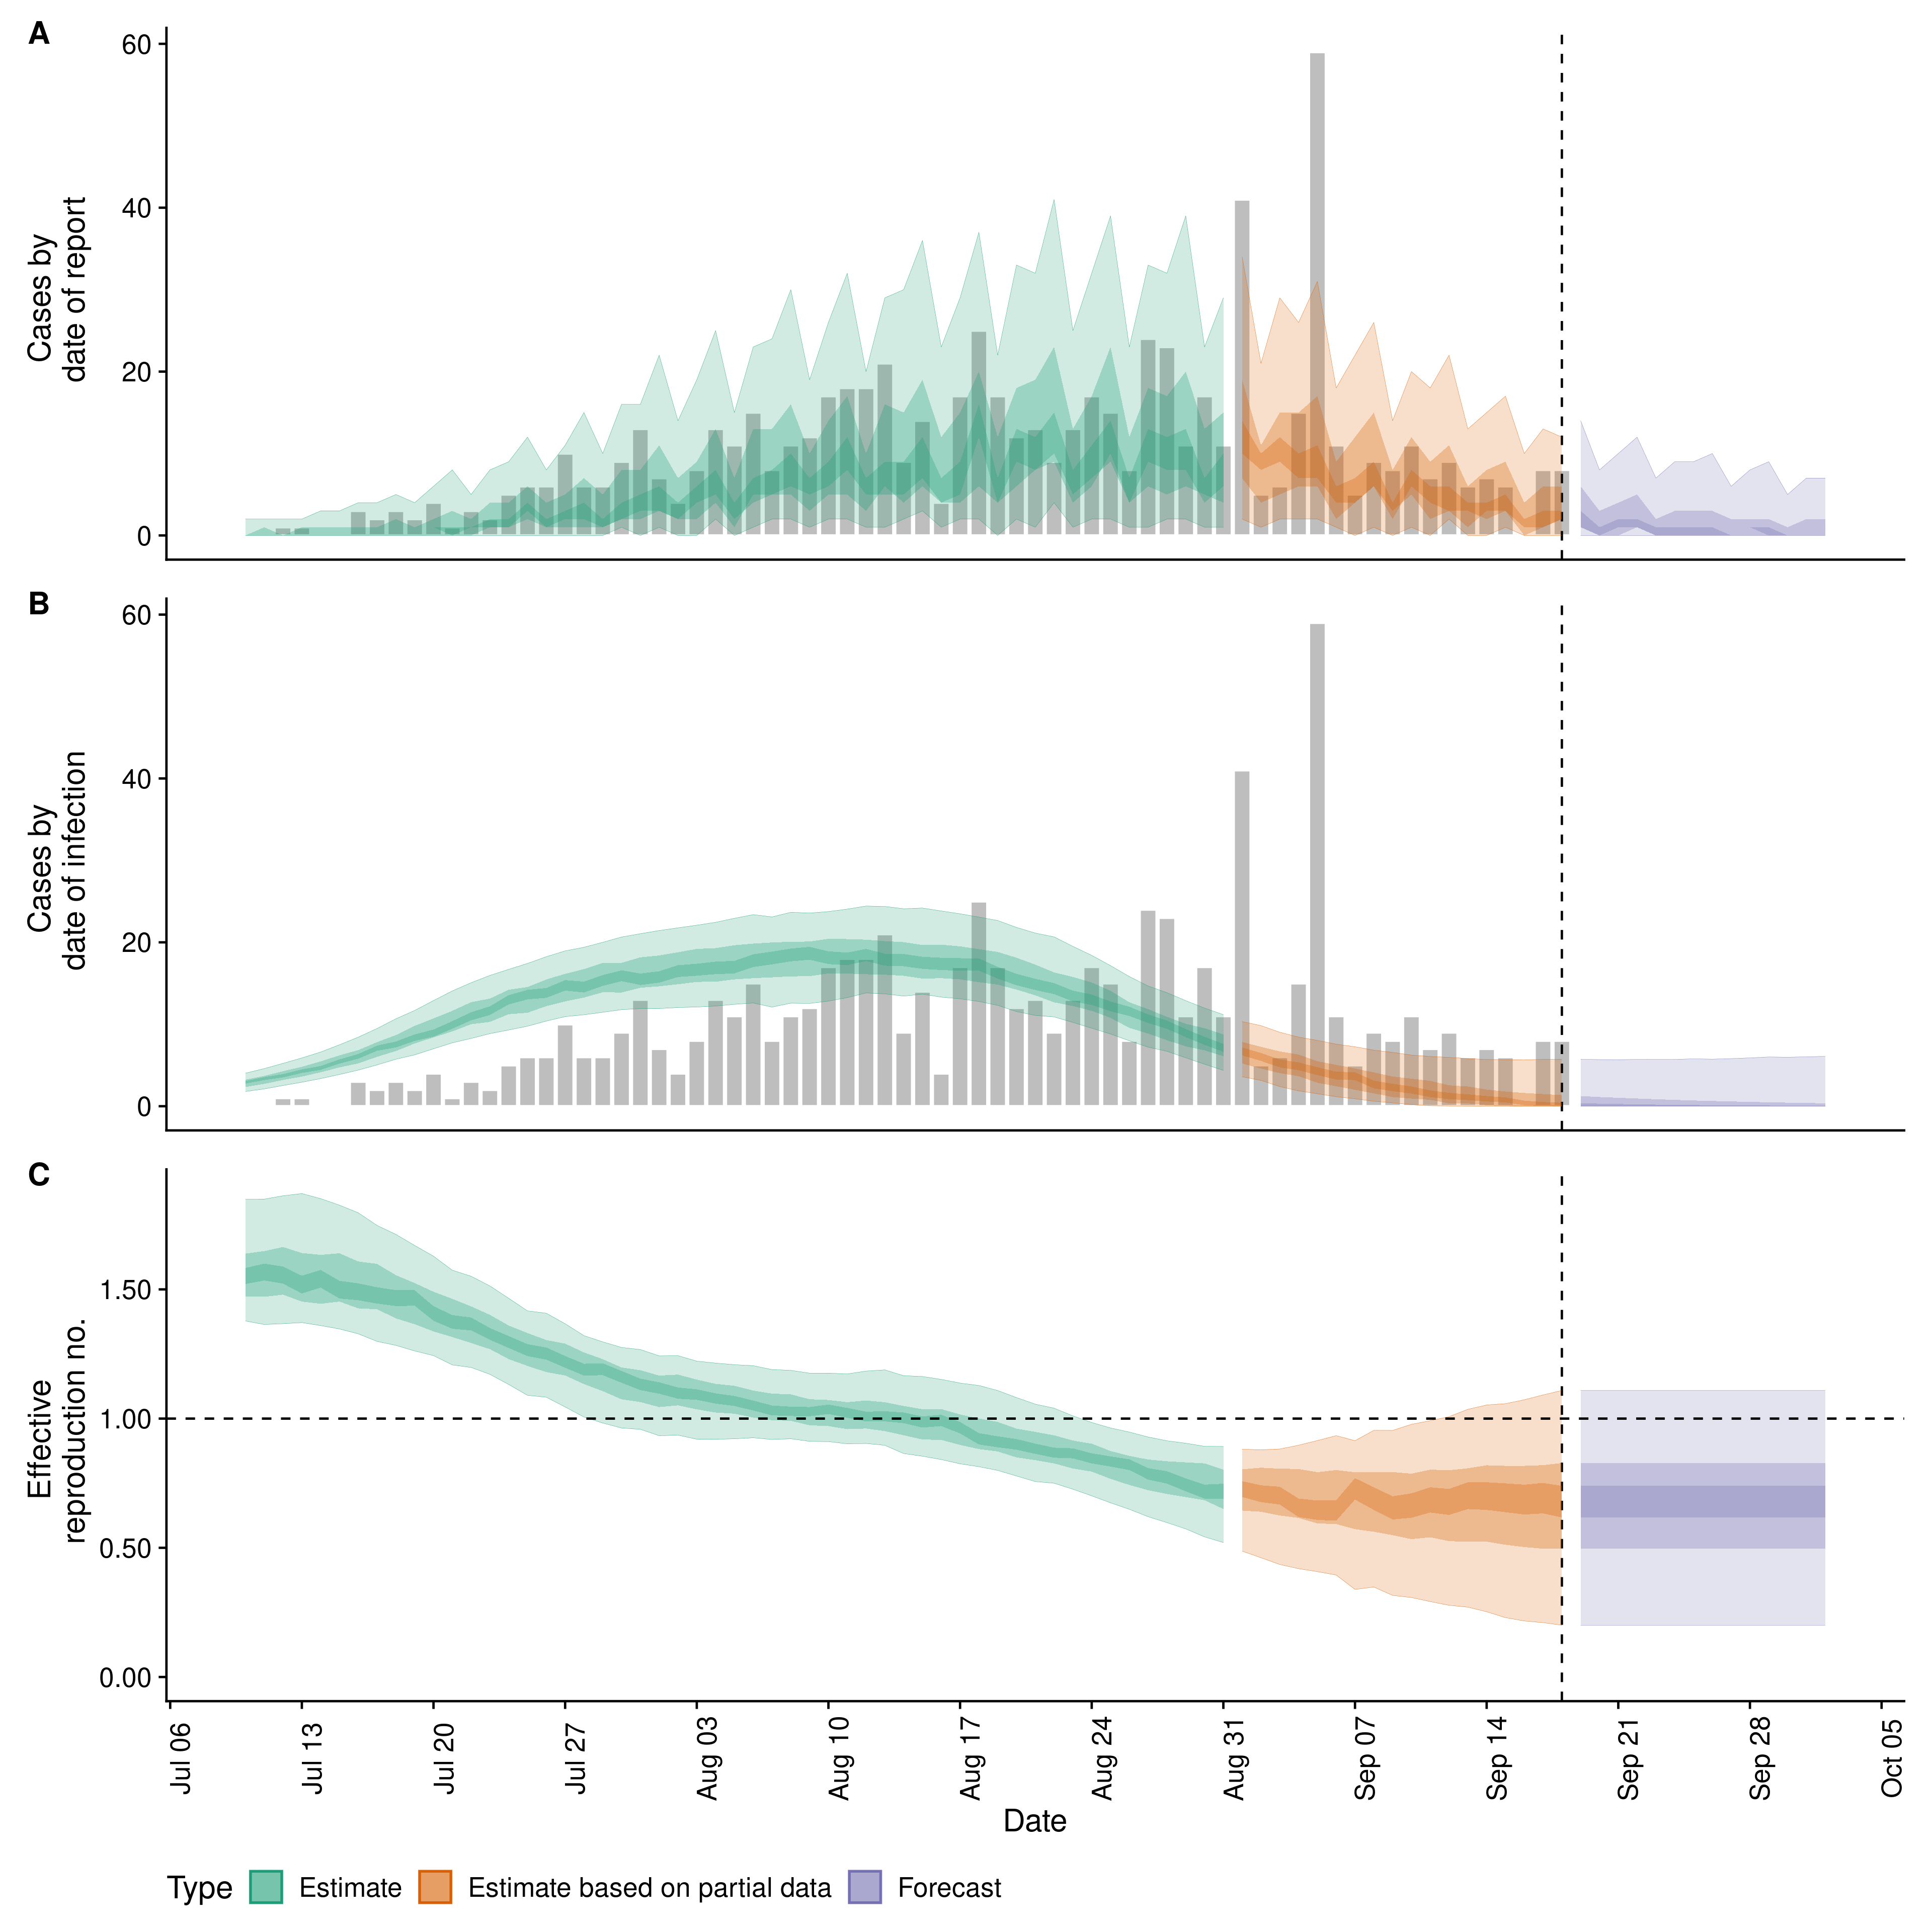 A
60
40
20
0
Cases by
date of report
B
60
40
20
0
Cases by
date of infection
C
1.50
1.00
0.50
0.00
Effective
reproduction no.
Jul 06
Jul 13
Jul 20
Jul 27
Aug 03
Aug 10
Aug 17
Aug 24
Aug 31
Sep 07
Sep 14
Sep 21
Sep 28
Oct 05
Date
Type Estimate Estimate based on partial data Forecast